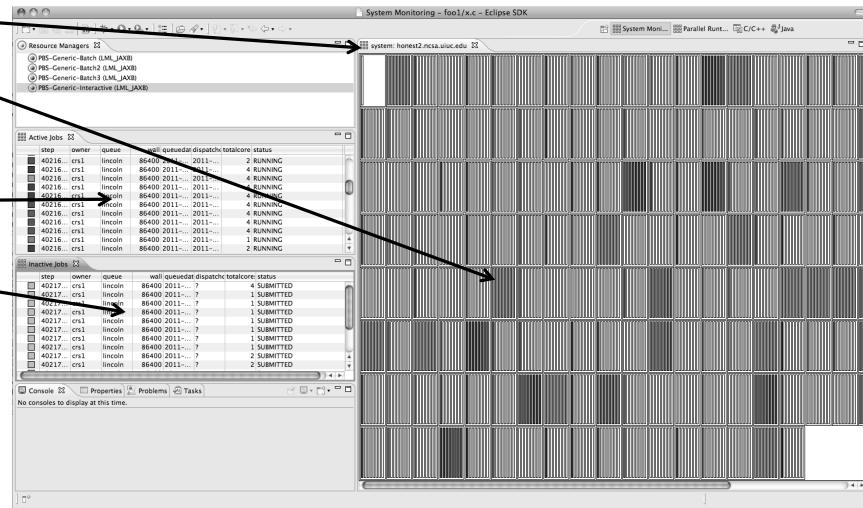 System Monitoring - foo1/x.c - Eclipse SDK
System Moni... Parallel Runt... C/C++ Java
Resource Managers
PBS-Generic-Batch (LML_JAXB)
PBS-Generic-Batch2 (LML_JAXB)
PBS-Generic-Batch3 (LML_JAXB)
PBS-Generic-Interactive (LML_JAXB)
system: honest2.ncsa.uiuc.edu
Active Jobs
step owner queue wall queuedat dispatche totalcore status
40216... crs1 lincoln 86400 2011-... 2011-... 2 RUNNING
40216... crs1 lincoln 86400 2011-... 2011-... 4 RUNNING
40216... crs1 lincoln 86400 2011-... 2011-... 4 RUNNING
40216... crs1 lincoln 86400 2011-... 2011-... 4 RUNNING
40216... crs1 lincoln 86400 2011-... 2011-... 4 RUNNING
40216... crs1 lincoln 86400 2011-... 2011-... 4 RUNNING
40216... crs1 lincoln 86400 2011-... 2011-... 4 RUNNING
40216... crs1 lincoln 86400 2011-... 2011-... 4 RUNNING
40216... crs1 lincoln 86400 2011-... 2011-... 1 RUNNING
40216... crs1 lincoln 86400 2011-... 2011-... 2 RUNNING
Inactive Jobs
step owner queue wall queuedat dispatche totalcore status
40217... crs1 lincoln 86400 2011-... ? 4 SUBMITTED
40217... crs1 lincoln 86400 2011-... ? 1 SUBMITTED
40217... crs1 lincoln 86400 2011-... ? 1 SUBMITTED
40217... crs1 lincoln 86400 2011-... ? 1 SUBMITTED
40217... crs1 lincoln 86400 2011-... ? 1 SUBMITTED
40217... crs1 lincoln 86400 2011-... ? 1 SUBMITTED
40217... crs1 lincoln 86400 2011-... ? 1 SUBMITTED
40217... crs1 lincoln 86400 2011-... ? 2 SUBMITTED
40217... crs1 lincoln 86400 2011-... ? 2 SUBMITTED
Console Properties Problems Tasks
No consoles to display at this time.